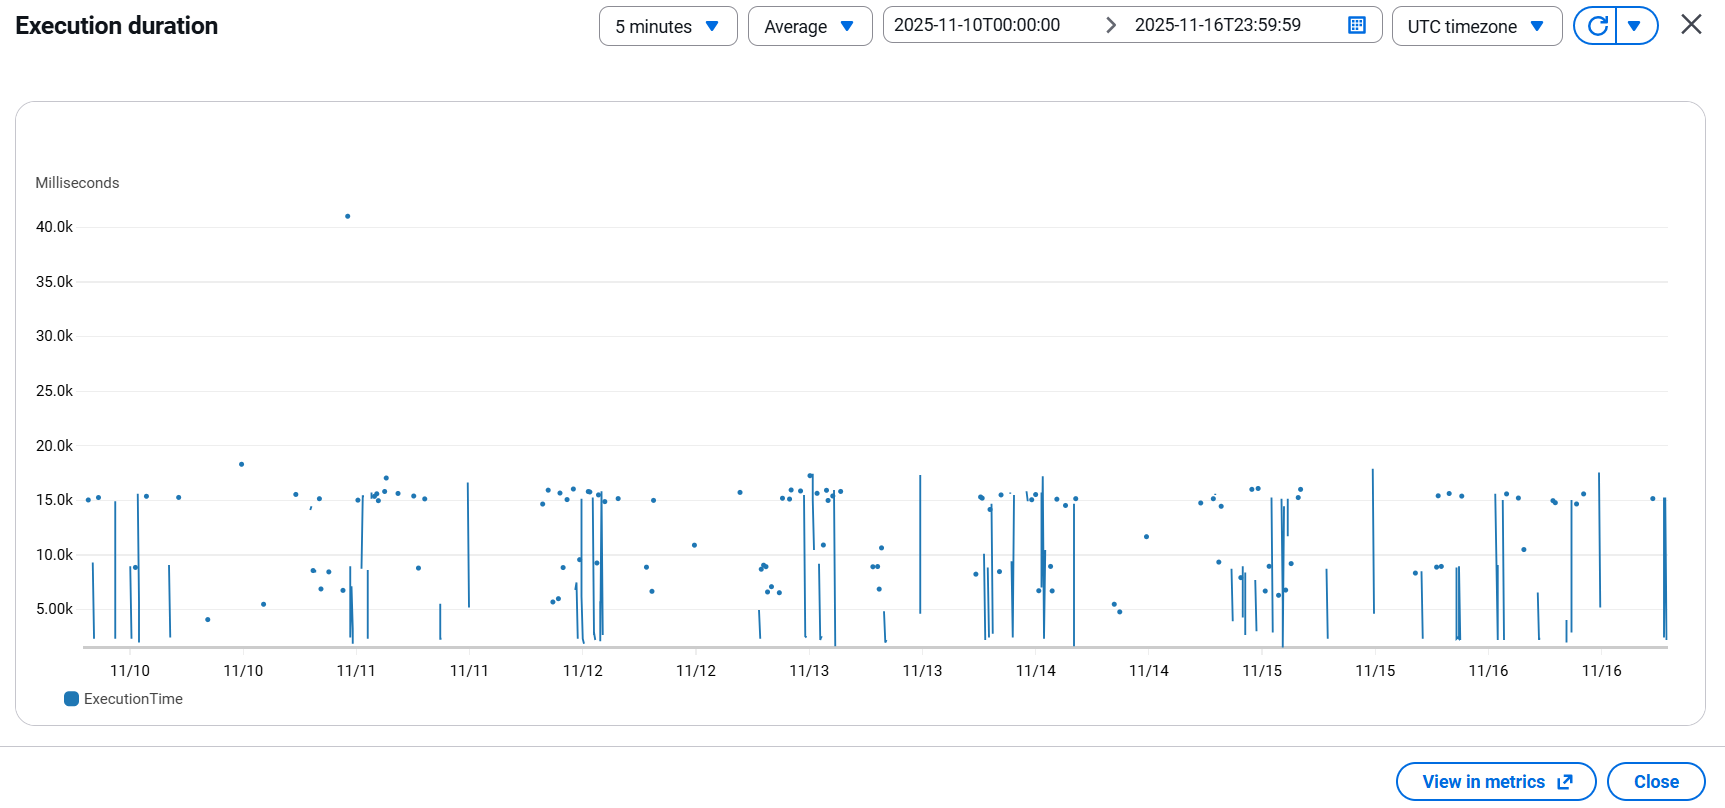 Execution duration
5 minutes
Average
2025-11-10T00:00:00
2025-11-16T23:59:59
UTC timezone
Milliseconds
40.0k
35.0k
30.0k
25.0k
20.0k
15.0k
10.0k
5.00k
11/10 11/10 11/11 11/11 11/12 11/12 11/13 11/13 11/14 11/14 11/15 11/15 11/16 11/16
ExecutionTime
View in metrics
Close